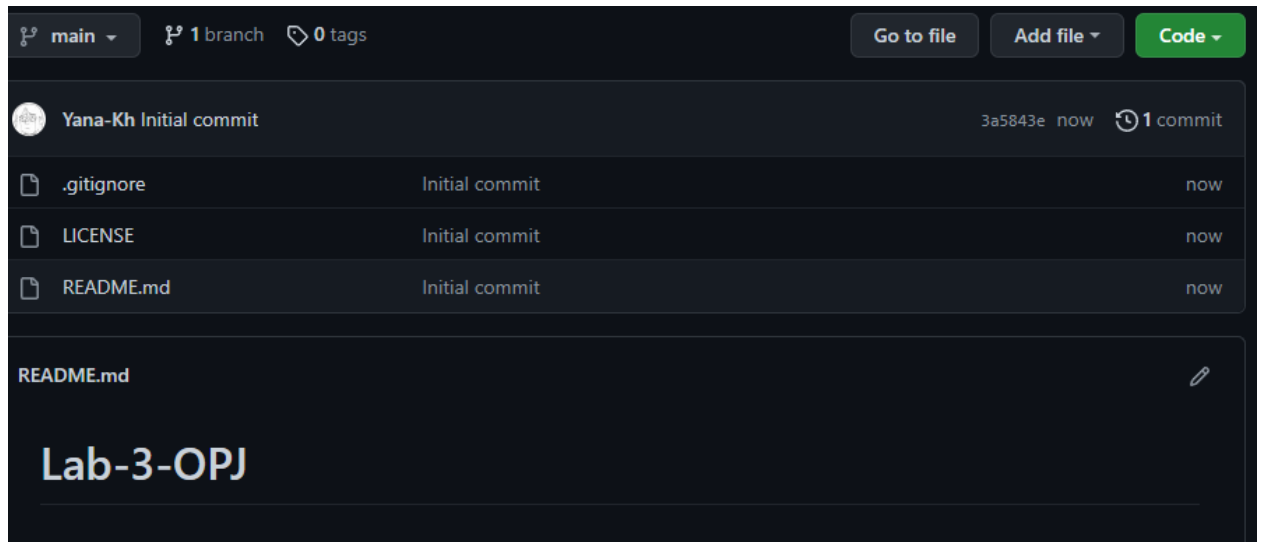 main 1 branch 0 tags Go to file Add file Code
Yana-Kh Initial commit 3a5843e now 1 commit
.gitignore Initial commit now
LICENSE Initial commit now
README.md Initial commit now
README.md
Lab-3-OPJ